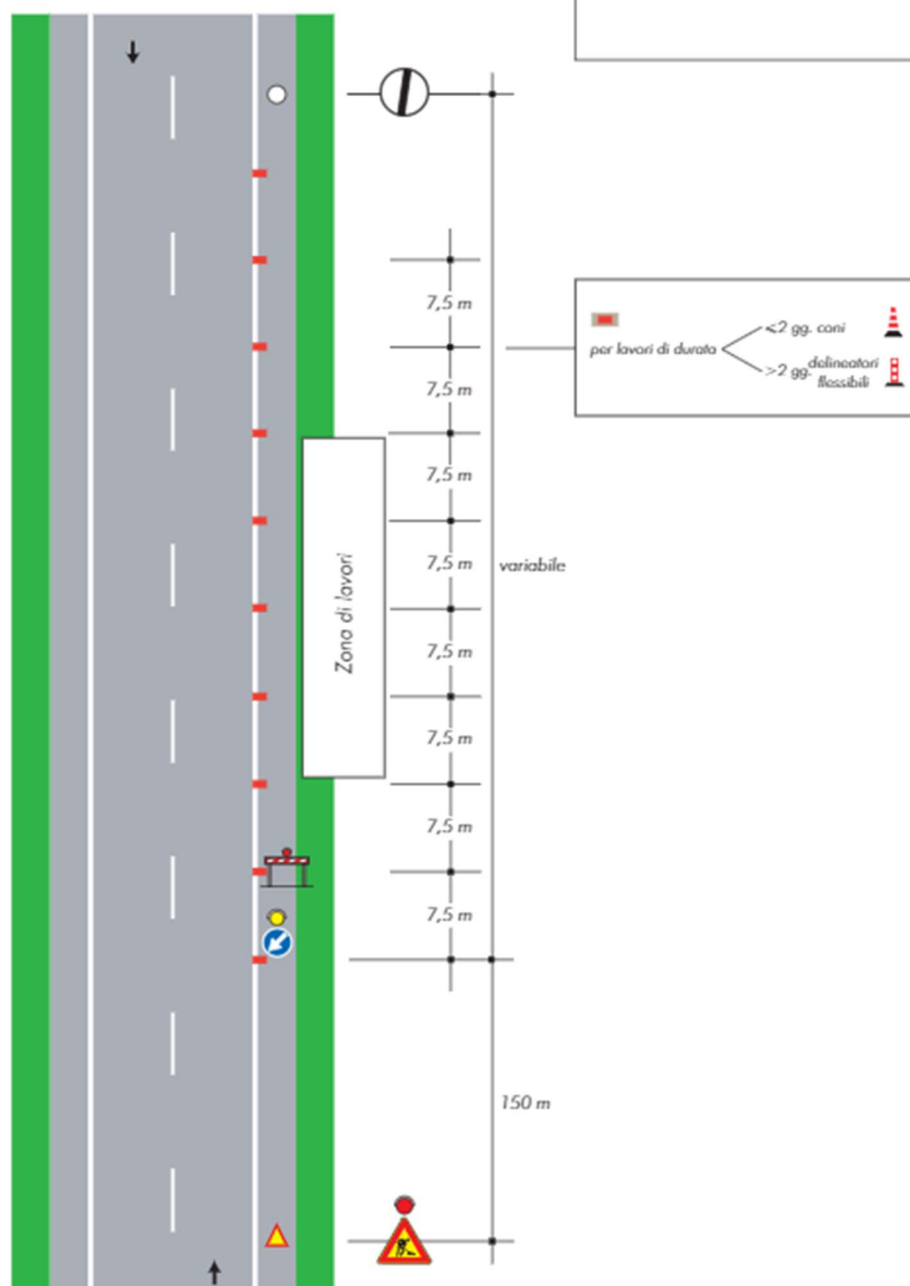 7,5 m
7,5 m
7,5 m
7,5 m
7,5 m
7,5 m
7,5 m
7,5 m
variabile
150 m
Zona di lavori
per lavori di durata
<2 gg. coni
>2 gg. delineatori
flessibili